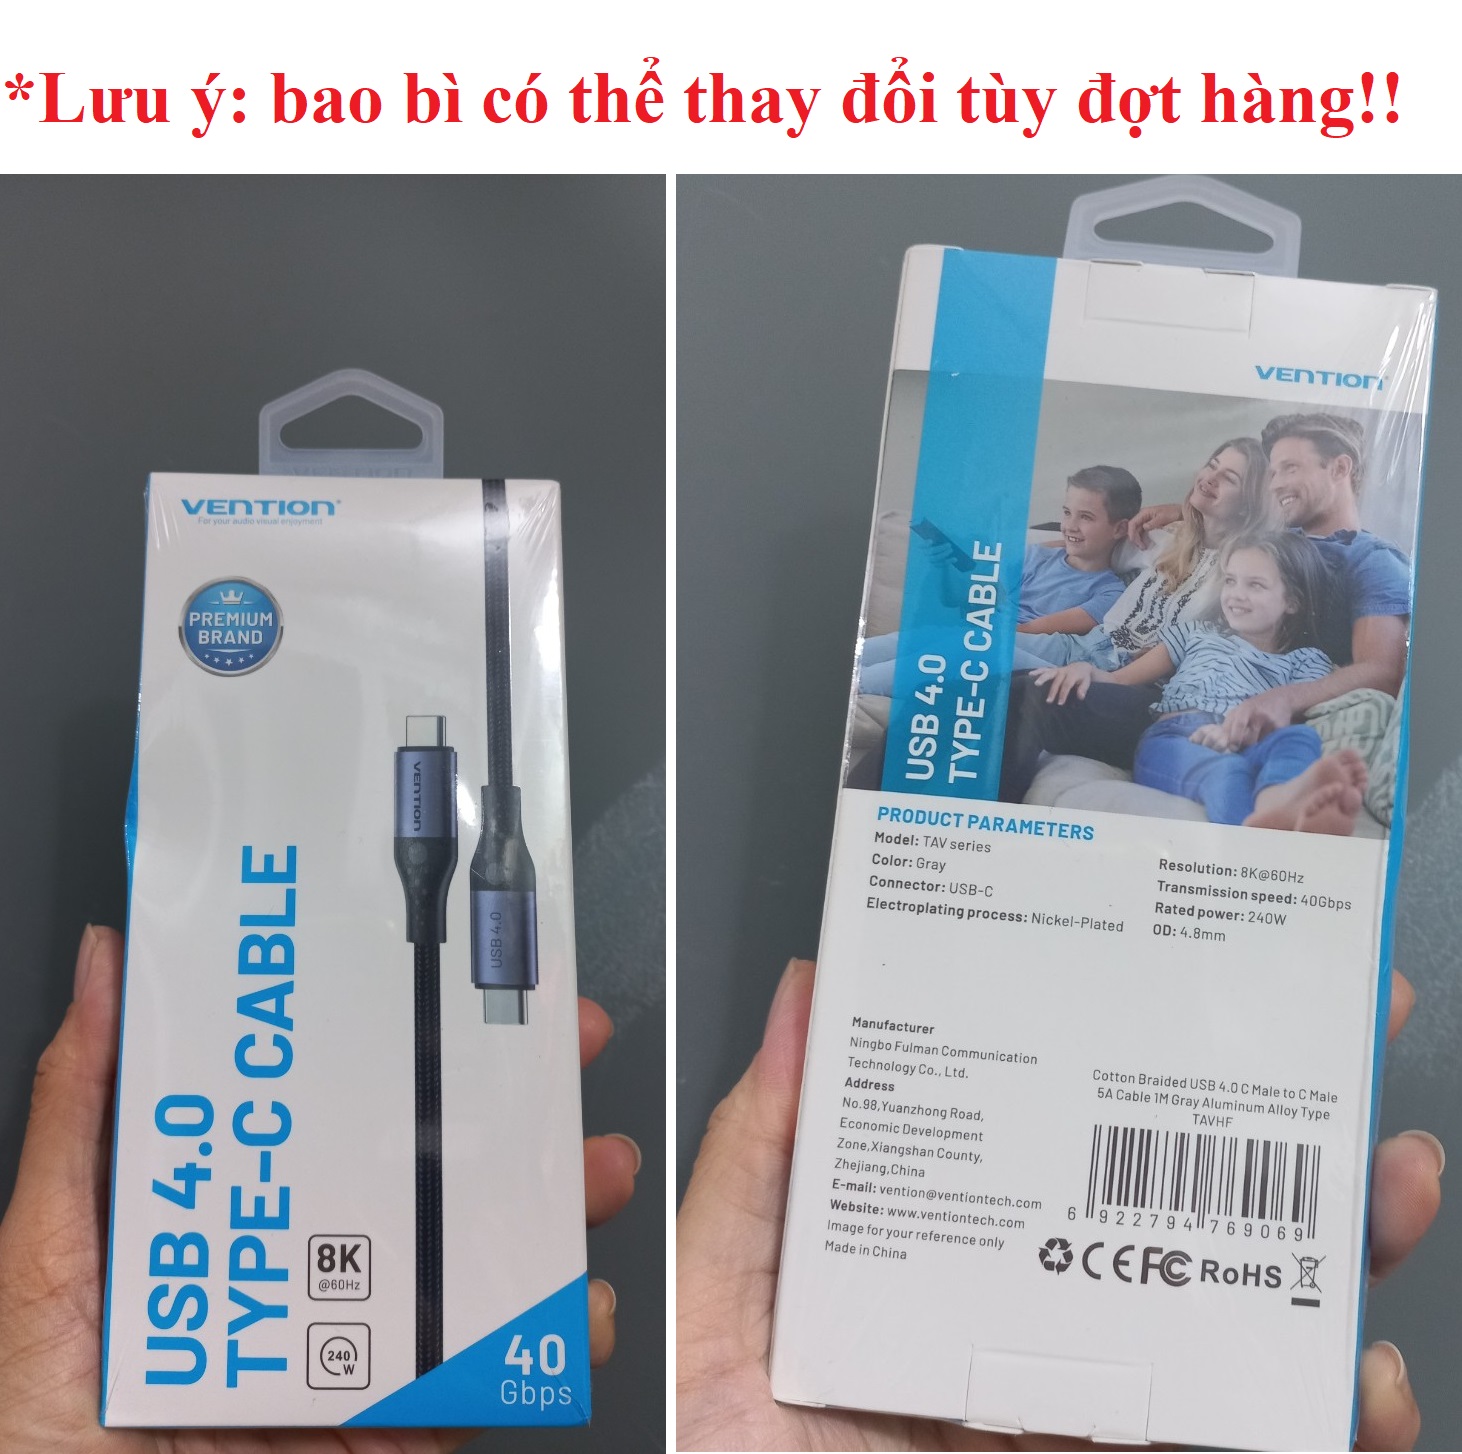 *Lưu ý: bao bì có thể thay đổi tùy đợt hàng!!
VENTION®
For your audio visual enjoyment
PREMIUM
BRAND
VENTION
USB 4.0
USB 4.0
TYPE-C CABLE
8K
@60Hz
240
W
40
Gbps
VENTION
USB 4.0
TYPE-C CABLE
PRODUCT PARAMETERS
Model: TAV series
Color: Gray
Connector: USB-C
Electroplating process: Nickel-Plated
Resolution: 8K@60Hz
Transmission speed: 40Gbps
Rated power: 240W
OD: 4.8mm
Manufacturer
Ningbo Fulman Communication
Technology Co., Ltd.
Address
No.98,Yuanzhong Road,
Economic Development
Zone,Xiangshan County,
Zhejiang,China
E-mail: vention@ventiontech.com
Website: www.ventiontech.com
Image for your reference only
Made in China
Cotton Braided USB 4.0 C Male to C Male
5A Cable 1M Gray Aluminum Alloy Type
TAVHF
6 922794 769069
CE FC RoHS